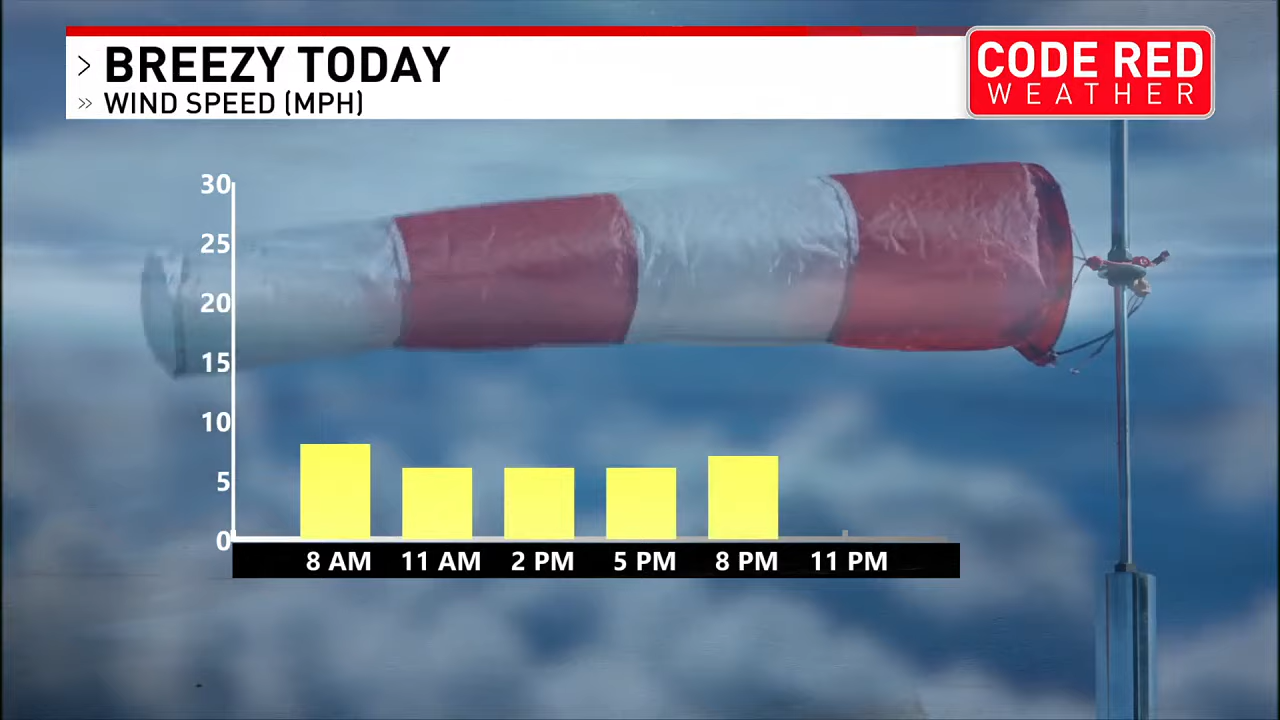 > BREEZY TODAY
» WIND SPEED (MPH)
CODE RED
WEATHER
30
25
20
15
10
5
0
8 AM 11 AM 2 PM 5 PM 8 PM 11 PM